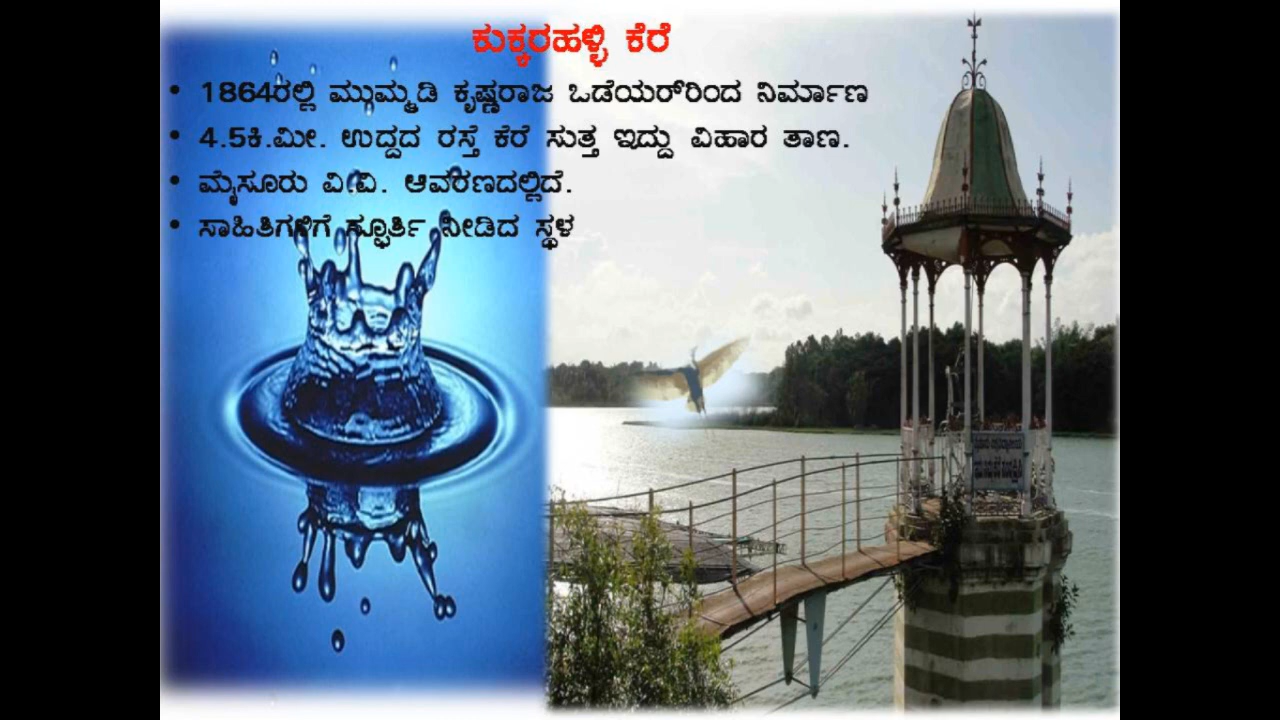 ಕುಕ್ಕರಹಳ್ಳಿ ಕೆರೆ
• 1864ರಲ್ಲಿ ಮುಮ್ಮಡಿ ಕೃಷ್ಣರಾಜ ಒಡೆಯರ್‌ರಿಂದ ನಿರ್ಮಾಣ
• 4.5ಕಿ.ಮೀ. ಉದ್ದದ ರಸ್ತೆ ಕೆರೆ ಸುತ್ತ ಇದ್ದು ವಿಹಾರ ತಾಣ.
• ಮೈಸೂರು ವಿ.ವಿ. ಆವರಣದಲ್ಲಿದೆ.
• ಸಾಹಿತಿಗಳಿಗೆ ಸ್ಫೂರ್ತಿ ನೀಡಿದ ಸ್ಥಳ